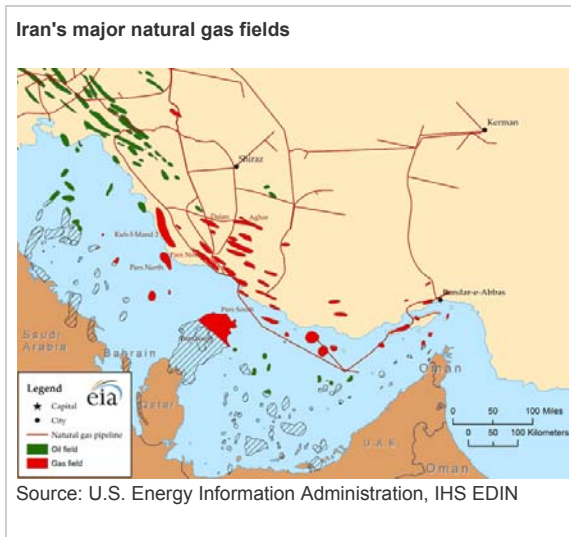 Iran's major natural gas fields
Kerman
Shiraz
Dalan
Aghar
Kuh-I-Mand 2
Pars North
Pars South
Bandar-e-Abbas
Saudi
Arabia
Bahrain
Qatar
Oman
U.A.E.
Oman
Legend
eia
Capital
City
Natural gas pipeline
Oil field
Gas field
0 50 100 Miles
0 50 100 Kilometers
Source: U.S. Energy Information Administration, IHS EDIN